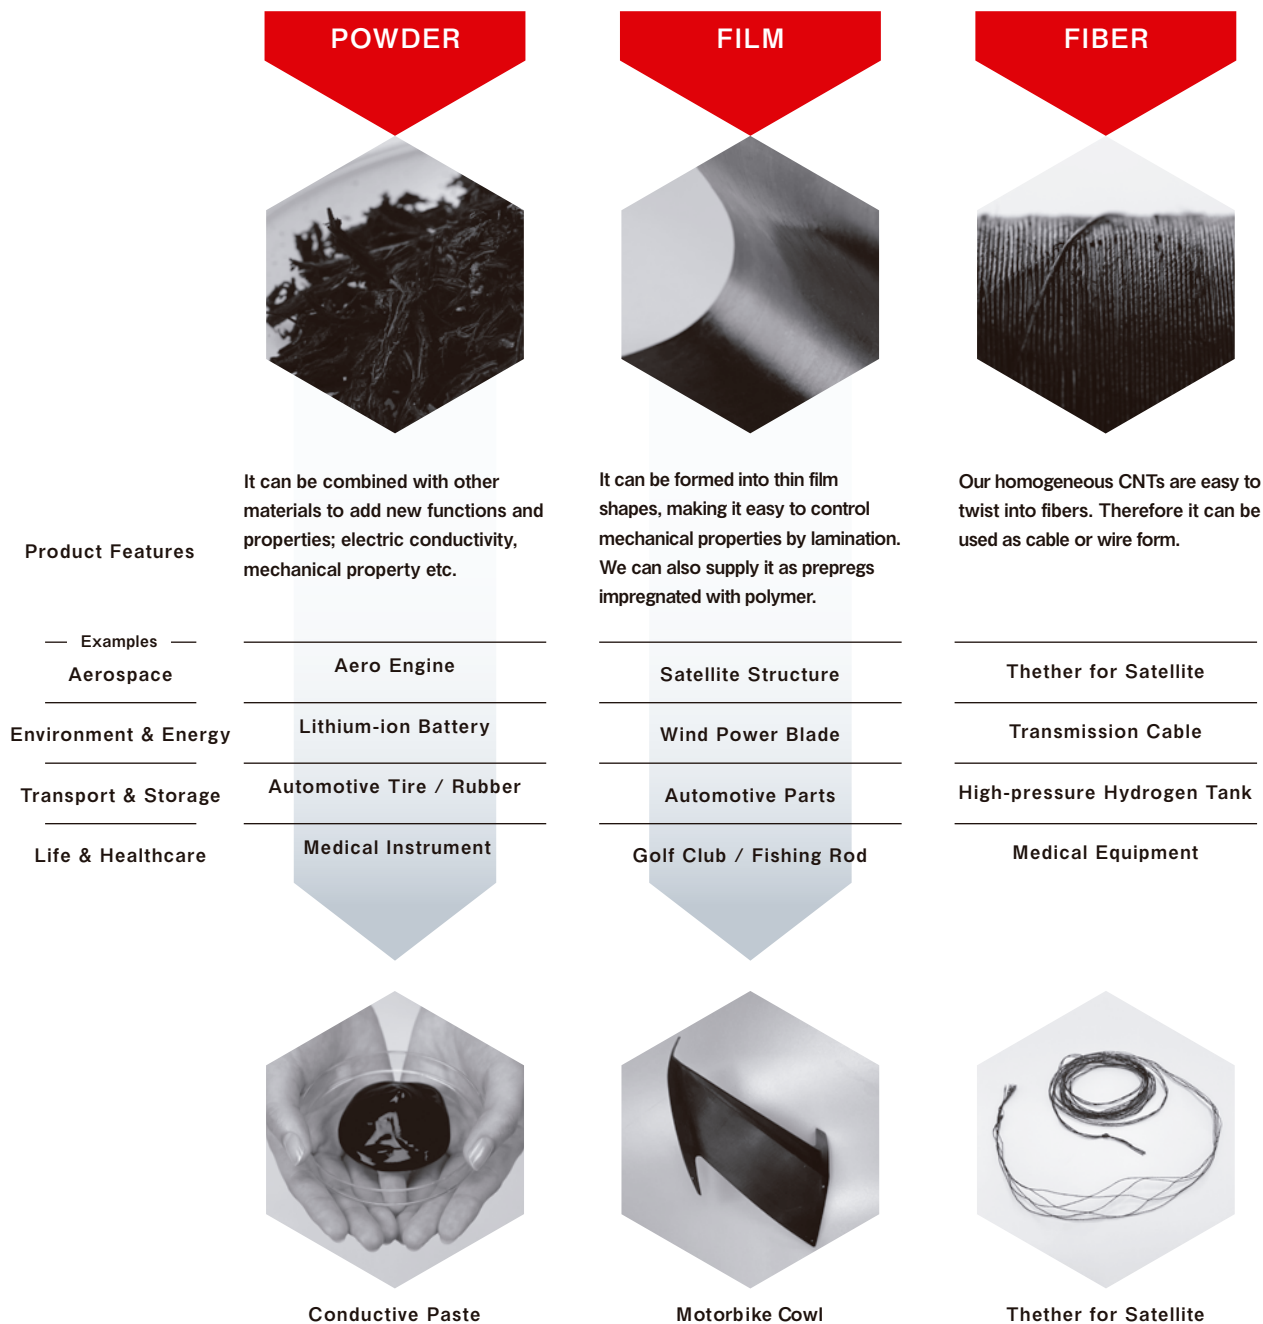 POWDER
FILM
FIBER
Product Features
It can be combined with other
materials to add new functions and
properties; electric conductivity,
mechanical property etc.
It can be formed into thin film
shapes, making it easy to control
mechanical properties by lamination.
We can also supply it as prepregs
impregnated with polymer.
Our homogeneous CNTs are easy to
twist into fibers. Therefore it can be
used as cable or wire form.
Examples
Aerospace
Aero Engine
Satellite Structure
Thether for Satellite
Environment & Energy
Lithium-ion Battery
Wind Power Blade
Transmission Cable
Transport & Storage
Automotive Tire / Rubber
Automotive Parts
High-pressure Hydrogen Tank
Life & Healthcare
Medical Instrument
Golf Club / Fishing Rod
Medical Equipment
Conductive Paste
Motorbike Cowl
Thether for Satellite